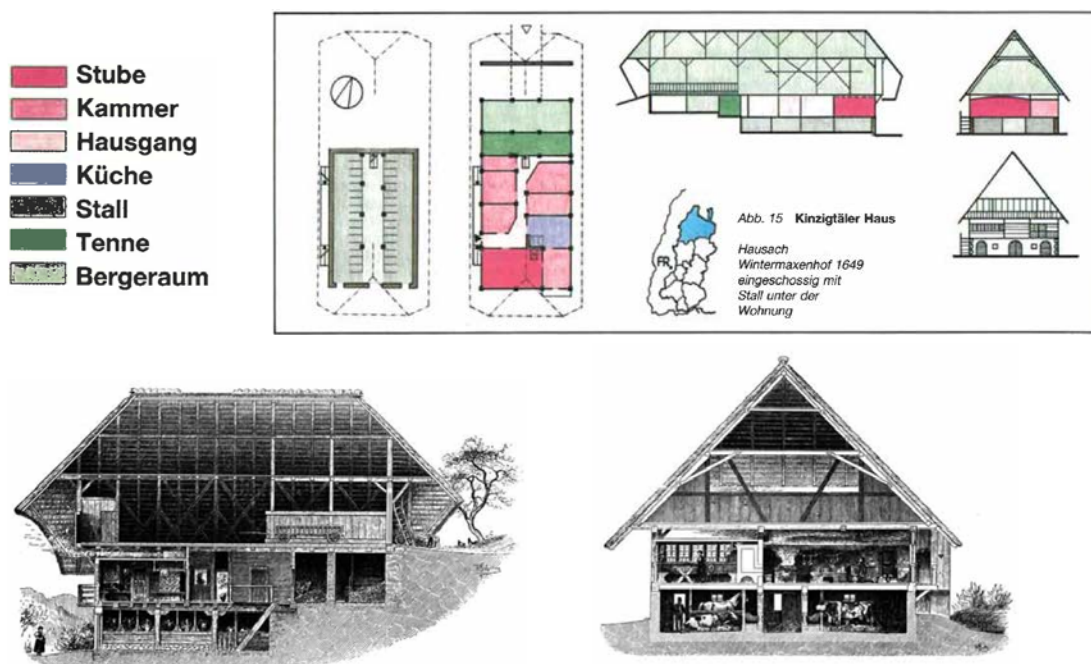 Stube
Kammer
Hausgang
Küche
Stall
Tenne
Bergeraum
Abb. 15 Kinzigtäler Haus
Hausach
Wintermaxenhof 1649
eingeschossig mit
Stall unter der
Wohnung
FR.